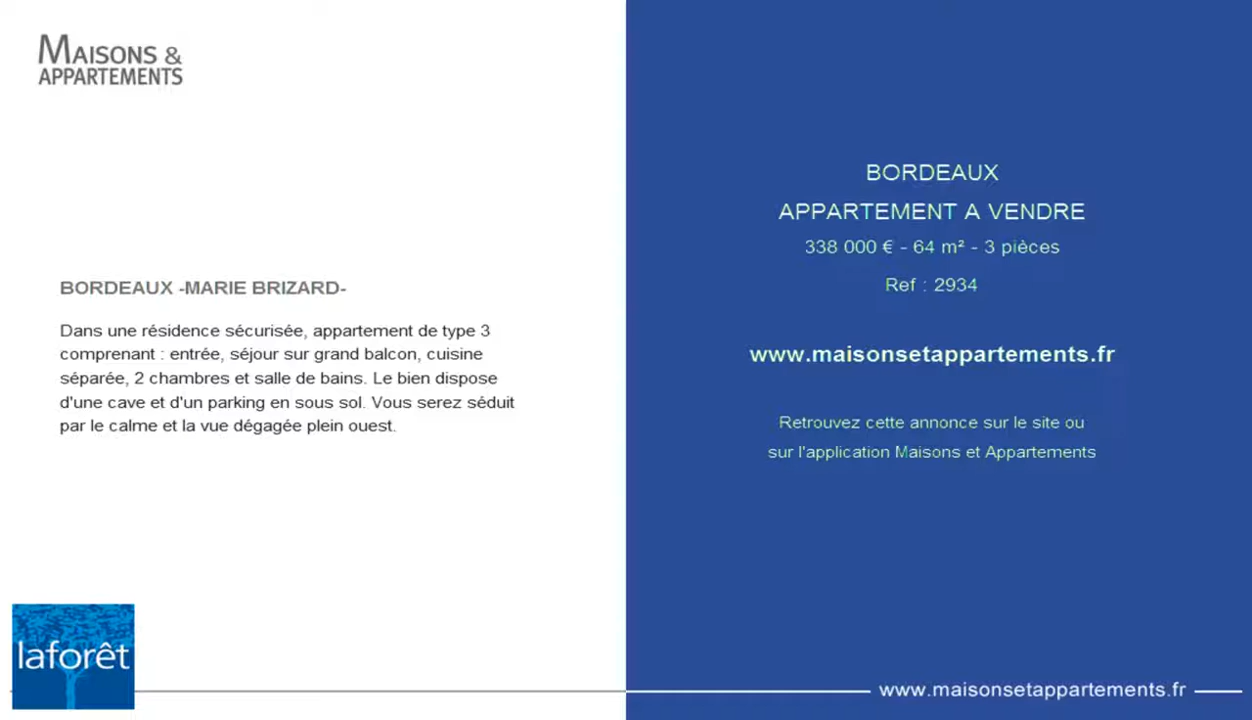 MAISONS &
APPARTEMENTS
BORDEAUX -MARIE BRIZARD-
Dans une résidence sécurisée, appartement de type 3
comprenant : entrée, séjour sur grand balcon, cuisine
séparée, 2 chambres et salle de bains. Le bien dispose
d'une cave et d'un parking en sous sol. Vous serez séduit
par le calme et la vue dégagée plein ouest.
laforêt
BORDEAUX
APPARTEMENT A VENDRE
338 000 € - 64 m² - 3 pièces
Ref : 2934
www.maisonsetappartements.fr
Retrouvez cette annonce sur le site ou
sur l'application Maisons et Appartements
www.maisonsetappartements.fr